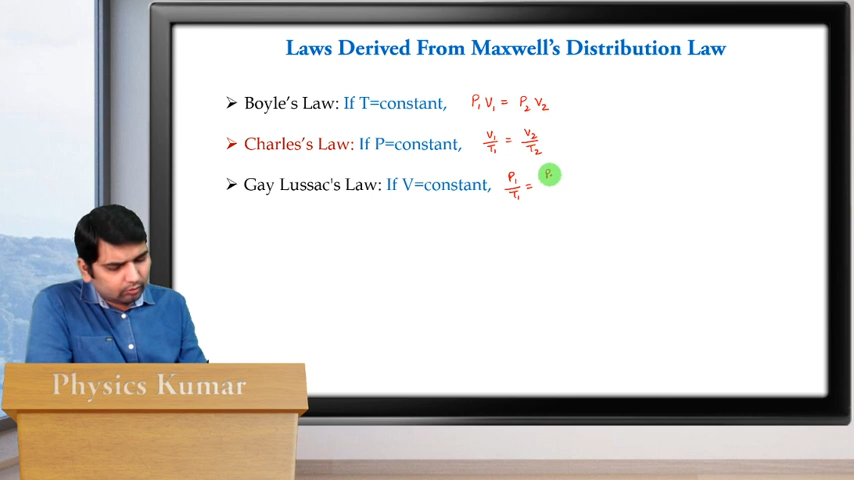 Laws Derived From Maxwell's Distribution Law
➢ Boyle's Law: If T=constant, P₁V₁ = P₂V₂
➢ Charles's Law: If P=constant, V₁/T₁ = V₂/T₂
➢ Gay Lussac's Law: If V=constant, P₁/T₁ = P
Physics Kumar